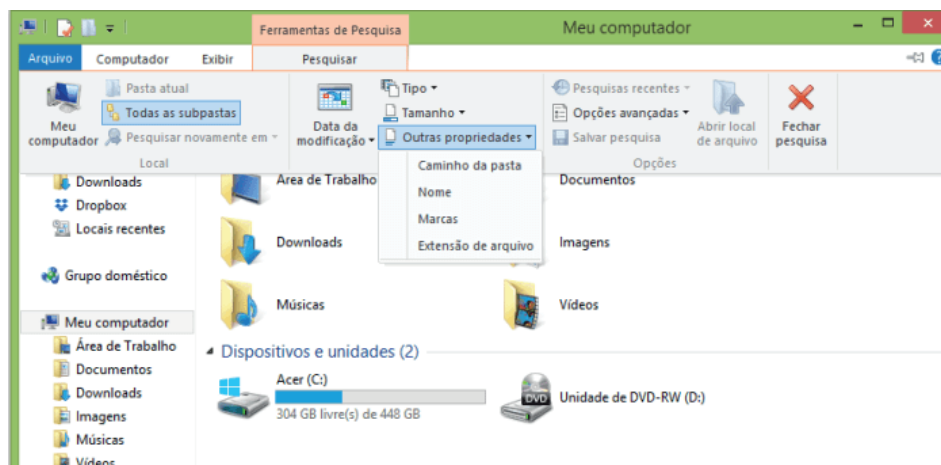 Ferramentas de Pesquisa
Meu computador
Arquivo Computador Exibir Pesquisar
Meu computador
Pasta atual
Todas as subpastas
Pesquisar novamente em
Local
Data da modificação
Tipo
Tamanho
Outras propriedades
Caminho da pasta
Nome
Marcas
Extensão de arquivo
Pesquisas recentes
Opções avançadas
Salvar pesquisa
Abrir local de arquivo
Opções
Fechar pesquisa
Downloads
Dropbox
Locais recentes
Grupo doméstico
Meu computador
Área de Trabalho
Documentos
Downloads
Imagens
Músicas
Vídeos
Área de Trabalho
Documentos
Downloads
Imagens
Músicas
Vídeos
Dispositivos e unidades (2)
Acer (C:)
304 GB livre(s) de 448 GB
DVD
Unidade de DVD-RW (D:)